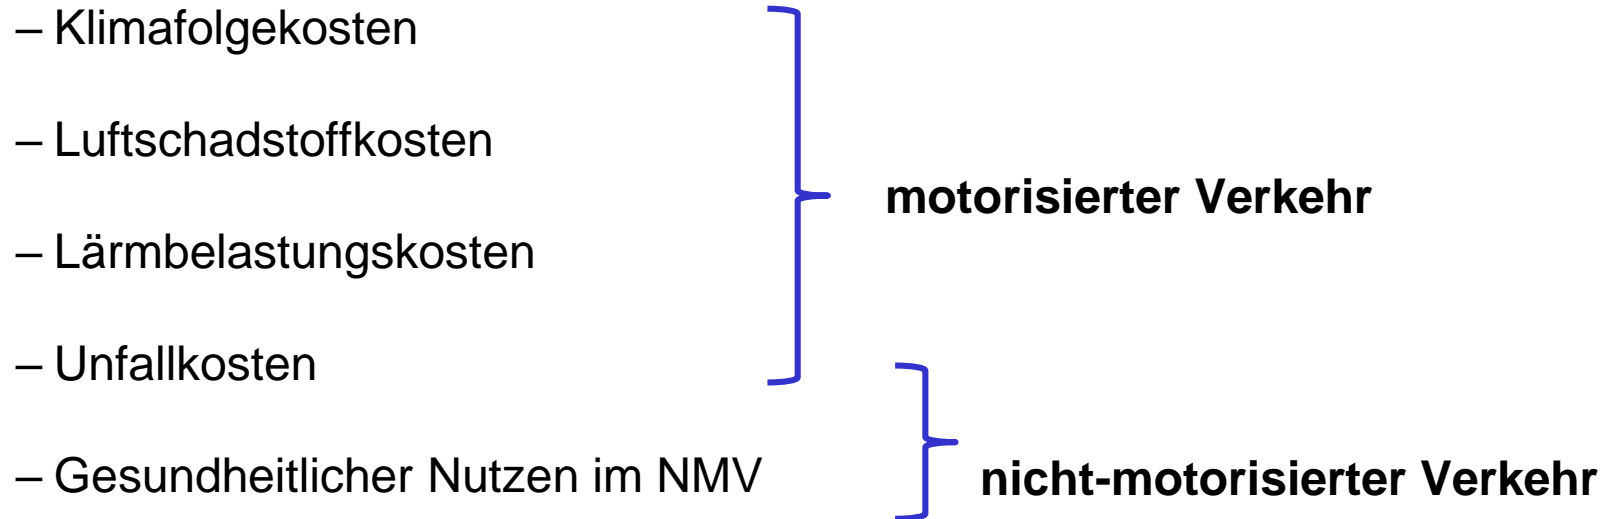 – Klimafolgekosten
– Luftschadstoffkosten
motorisierter Verkehr
– Lärmbelastungskosten
– Unfallkosten
– Gesundheitlicher Nutzen im NMV
nicht-motorisierter Verkehr